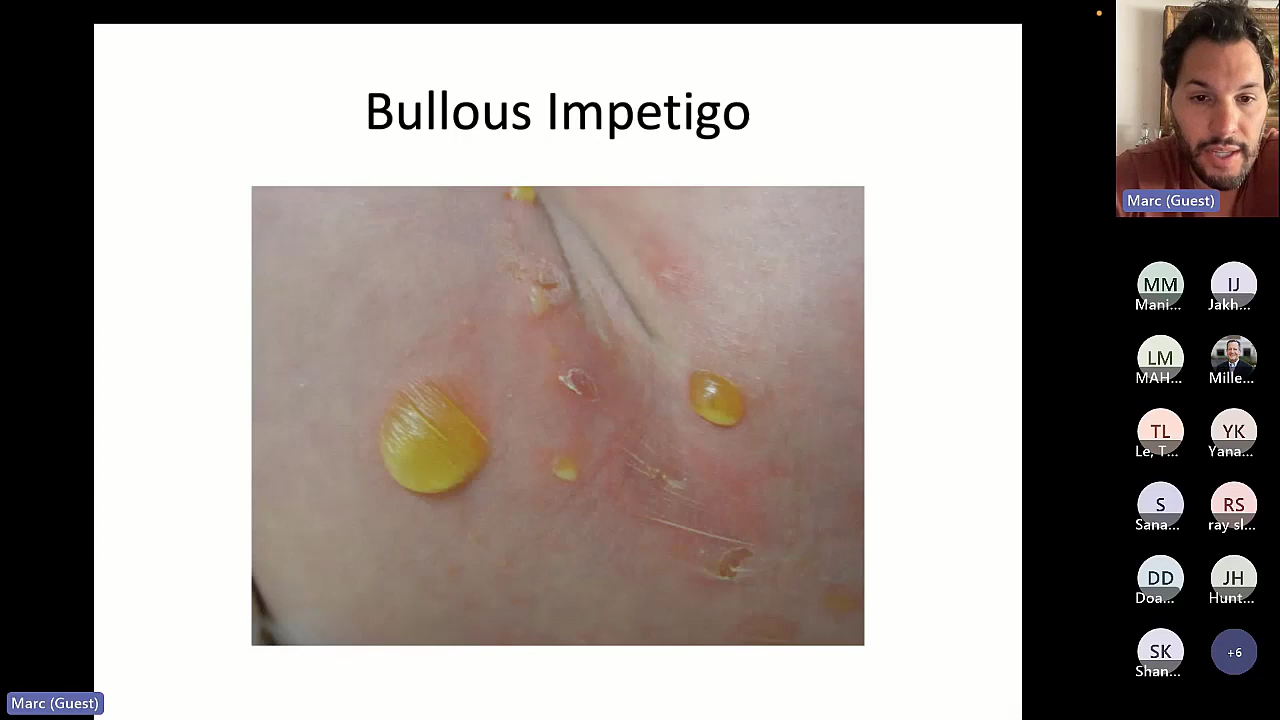 Bullous Impetigo
Marc (Guest)
MM
Mani...
IJ
Jakh...
LM
MAH...
Mille...
TL
Le, T...
YK
Yana...
S
Sana...
RS
ray sl...
DD
Doa...
JH
Hunt...
SK
Shan...
+6
Marc (Guest)